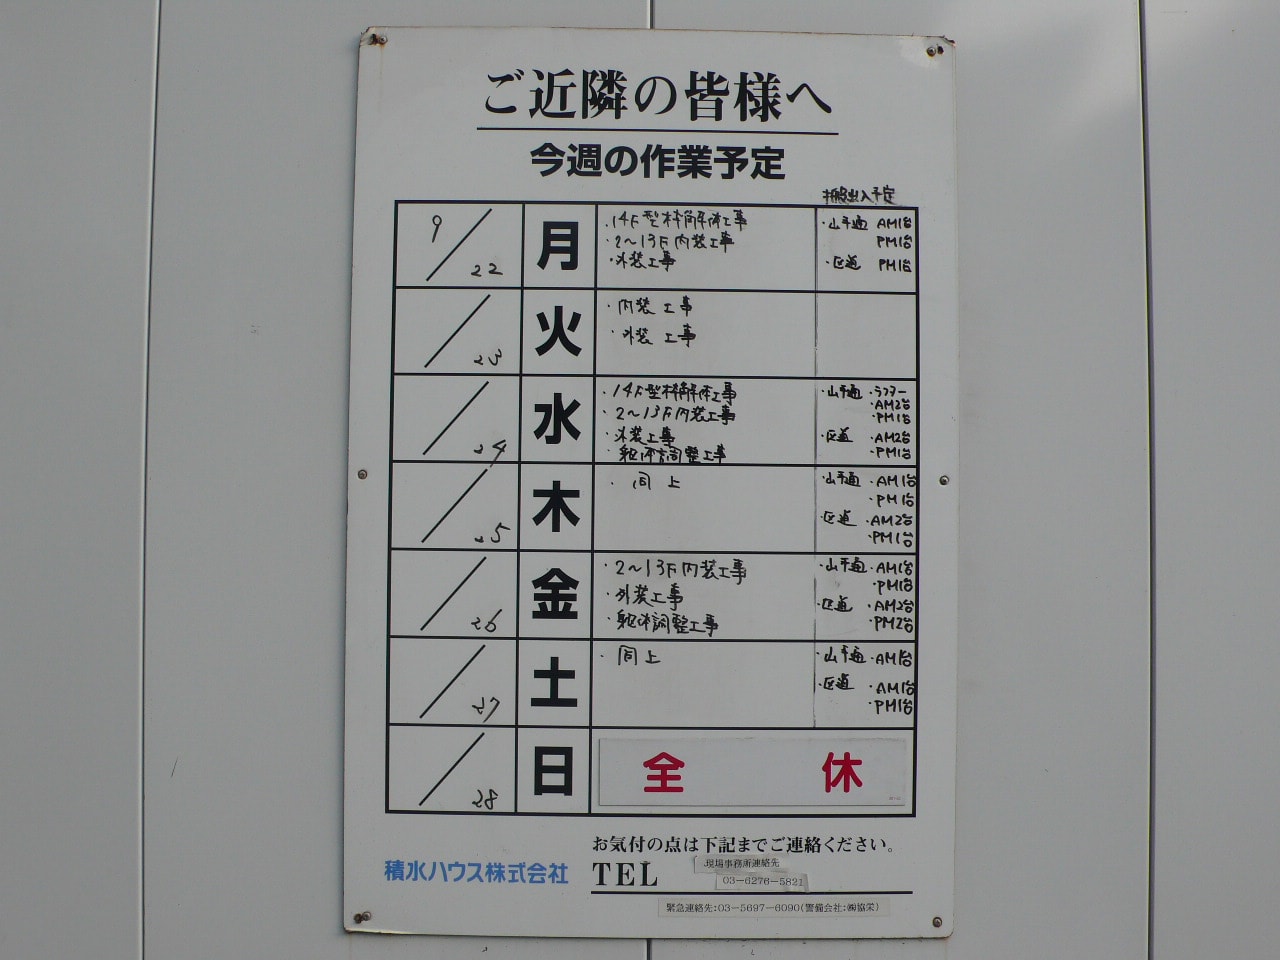 ご近隣の皆様へ
今週の作業予定
搬出入予定
9/22 月 ・14F型枠解体工事 ・山手通 AM1台
・2〜13F内装工事 PM1台
・外装工事 ・区道 PM1台
/23 火 ・内装工事
・外装工事
/24 水 ・14F型枠解体工事 ・山手通 ・ラフター
・AM2台
・2〜13F内装工事 ・PM1台
・外装工事 ・区道 ・AM2台
・躯体調整工事 ・PM1台
/25 木 ・同上 ・山手通 ・AM1台
・PM1台
・区道 ・AM2台
・PM1台
/26 金 ・2〜13F内装工事 ・山手通 ・AM1台
・PM1台
・外装工事 ・区道 ・AM2台
・躯体調整工事 ・PM2台
/27 土 ・同上 ・山手通 ・AM1台
・区道 ・AM1台
・PM1台
/28 日 全休
お気付の点は下記までご連絡ください。
積水ハウス株式会社
TEL 現場事務所連絡先
03-6276-5821
緊急連絡先:03-5697-6090(警備会社:㈱協栄)